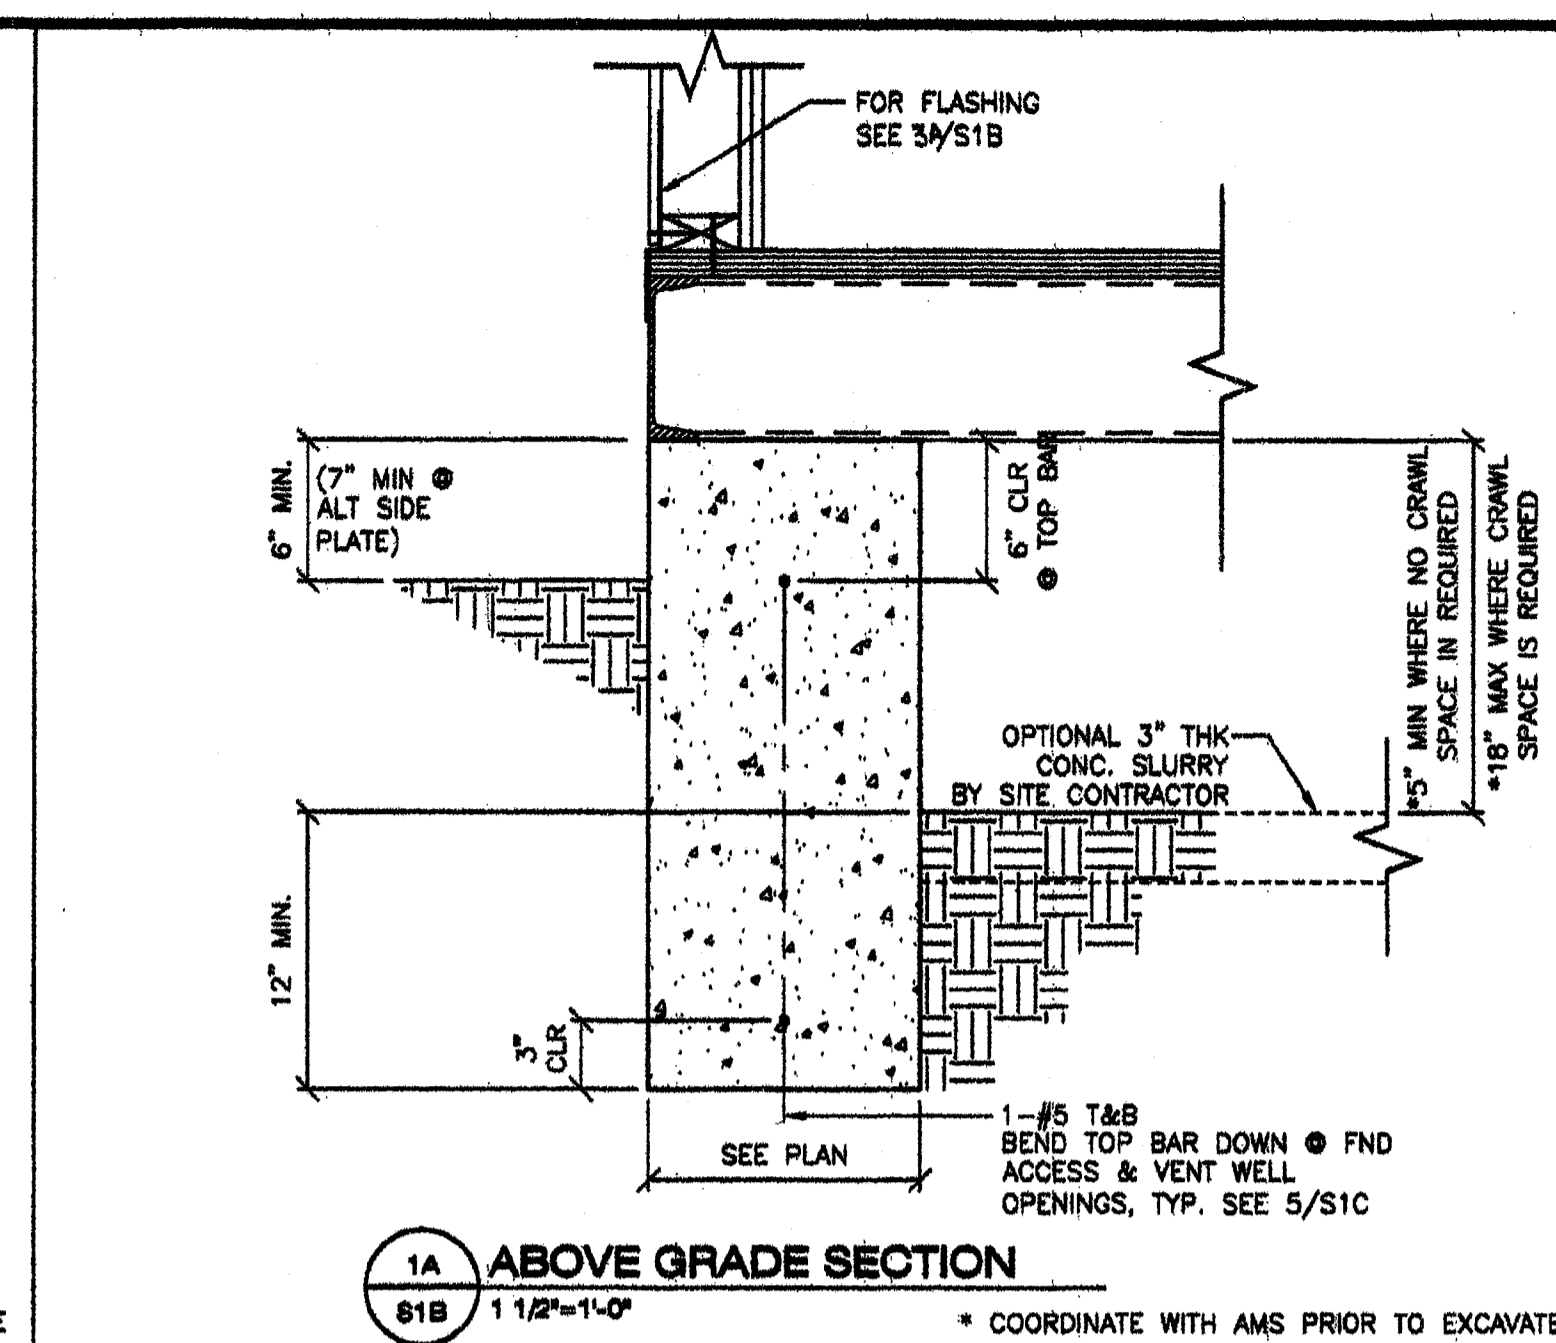 FOR FLASHING
SEE 3A/S1B
6" MIN.
(7" MIN @
ALT SIDE
PLATE)
6" CLR
@ TOP BAR
*5" MIN WHERE NO CRAWL
SPACE IN REQUIRED
*18" MAX WHERE CRAWL
SPACE IS REQUIRED
OPTIONAL 3" THK
CONC. SLURRY
BY SITE CONTRACTOR
12" MIN.
3"
CLR
SEE PLAN
1-#5 T&B
BEND TOP BAR DOWN @ FND
ACCESS & VENT WELL
OPENINGS, TYP. SEE 5/S1C
1A
S1B
ABOVE GRADE SECTION
1 1/2"=1'-0"
* COORDINATE WITH AMS PRIOR TO EXCAVATE